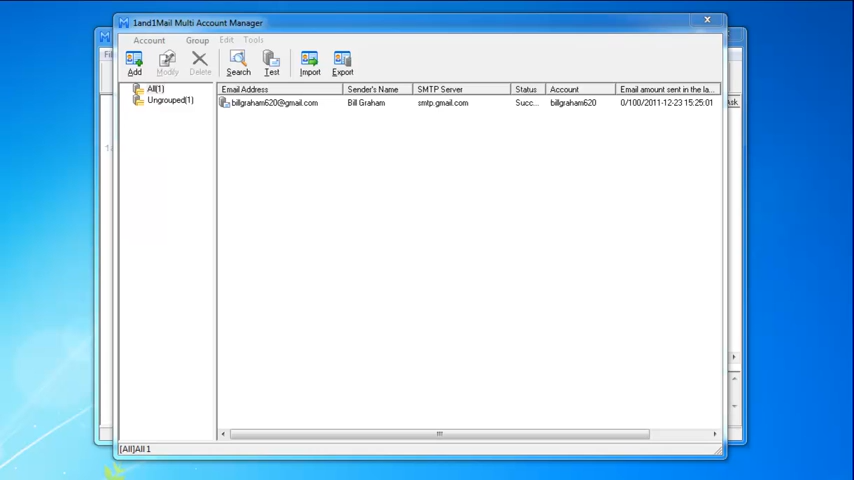 1and1Mail Multi Account Manager
Account Group Edit Tools
Add Modify Delete Search Test Import Export
All(1)
Ungrouped(1)
Email Address Sender's Name SMTP Server Status Account Email amount sent in the la...
billgraham620@gmail.com Bill Graham smtp.gmail.com Succ... billgraham620 0/100/2011-12-23 15:25:01
[All]All 1